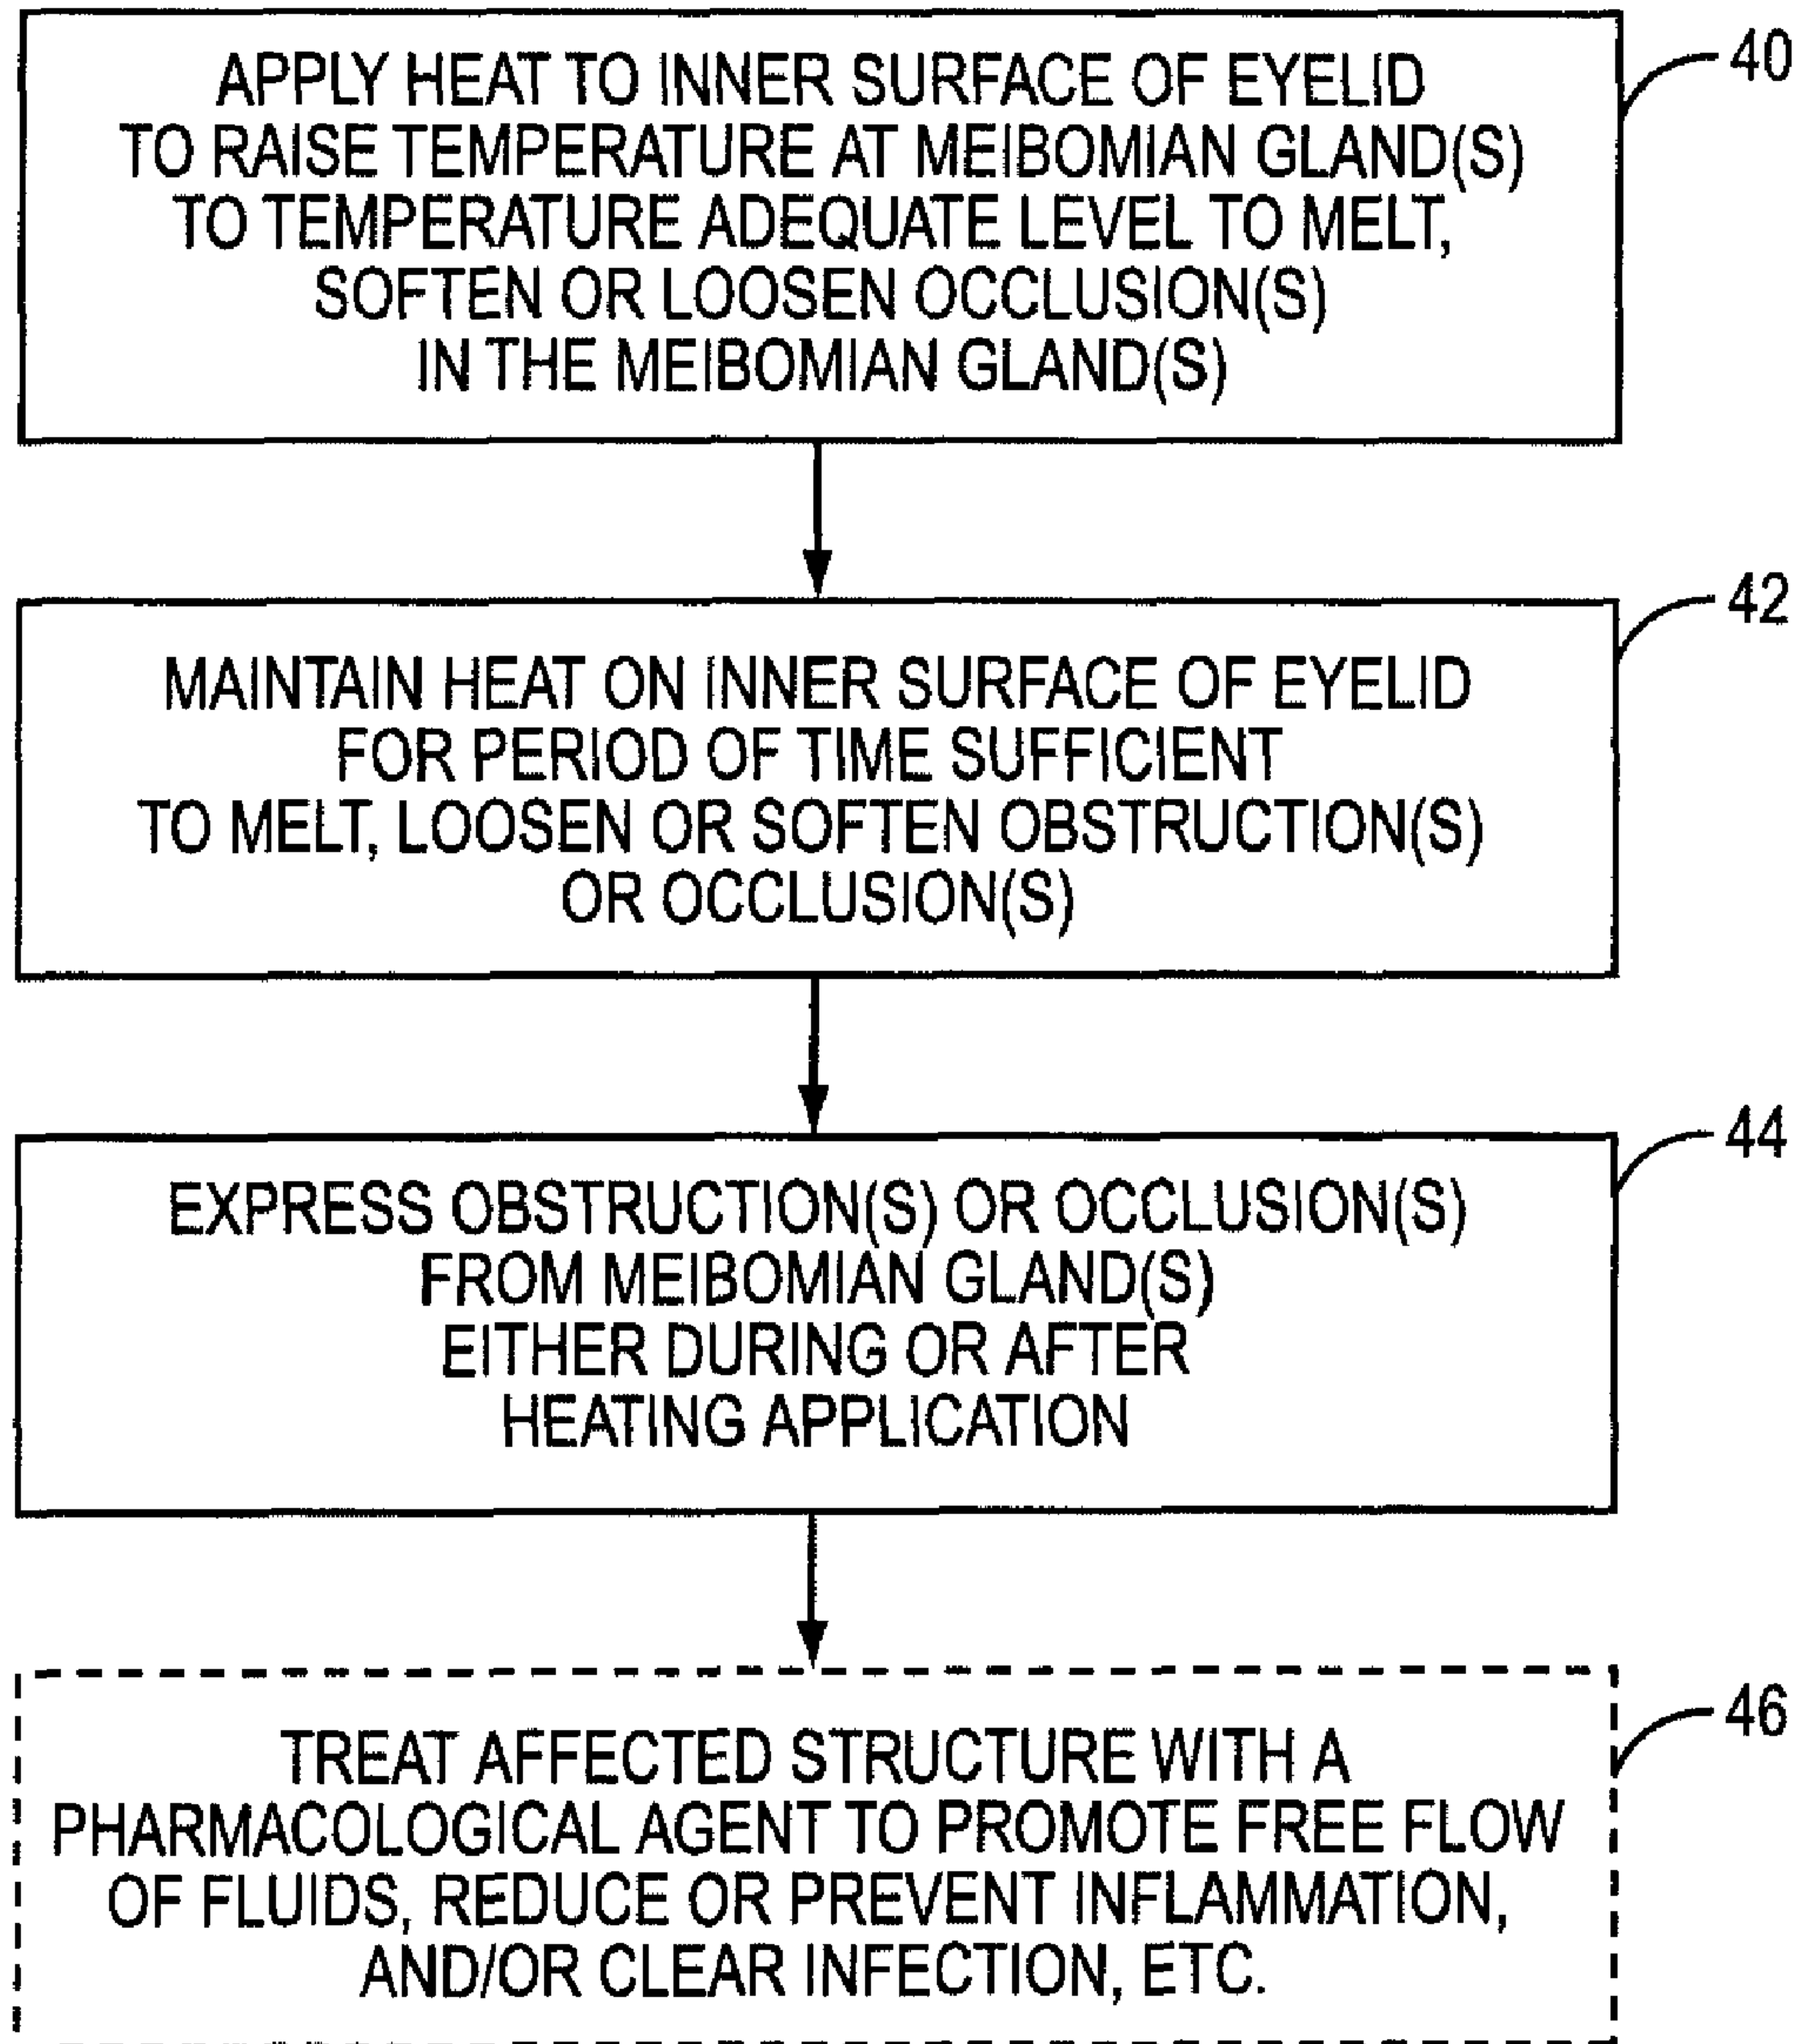 APPLY HEAT TO INNER SURFACE OF EYELID
TO RAISE TEMPERATURE AT MEIBOMIAN GLAND(S)
TO TEMPERATURE ADEQUATE LEVEL TO MELT,
SOFTEN OR LOOSEN OCCLUSION(S)
IN THE MEIBOMIAN GLAND(S)
40
MAINTAIN HEAT ON INNER SURFACE OF EYELID
FOR PERIOD OF TIME SUFFICIENT
TO MELT, LOOSEN OR SOFTEN OBSTRUCTION(S)
OR OCCLUSION(S)
42
EXPRESS OBSTRUCTION(S) OR OCCLUSION(S)
FROM MEIBOMIAN GLAND(S)
EITHER DURING OR AFTER
HEATING APPLICATION
44
TREAT AFFECTED STRUCTURE WITH A
PHARMACOLOGICAL AGENT TO PROMOTE FREE FLOW
OF FLUIDS, REDUCE OR PREVENT INFLAMMATION,
AND/OR CLEAR INFECTION, ETC.
46